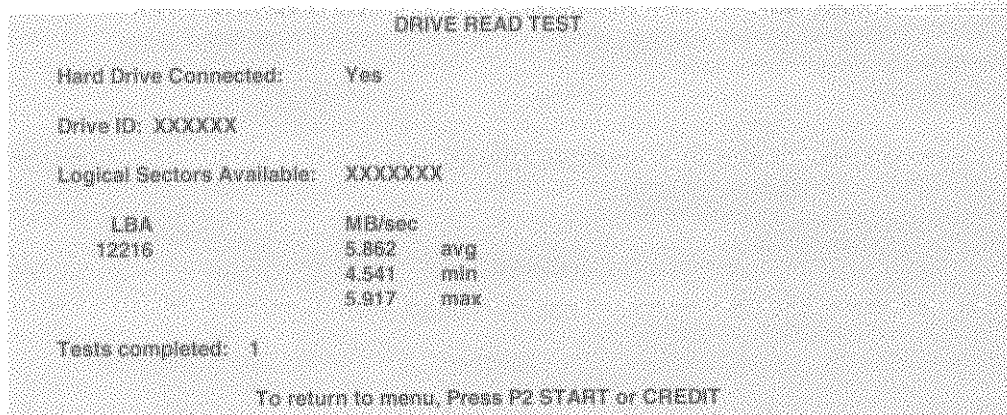 DRIVE READ TEST
Hard Drive Connected: Yes
Drive ID: XXXXXX
Logical Sectors Available: XXXXXXX
LBA MB/sec
12216 5.862 avg
4.541 min
5.917 max
Tests completed: 1
To return to menu, Press P2 START or CREDIT